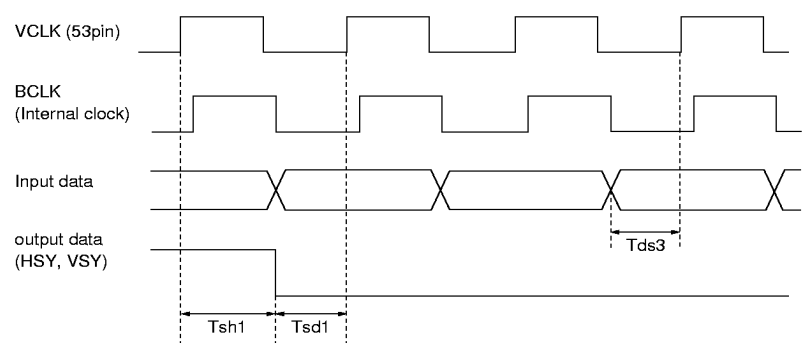 VCLK (53pin)
BCLK
(Internal clock)
Input data
output data
(HSY, VSY)
Tds3
Tsh1
Tsd1